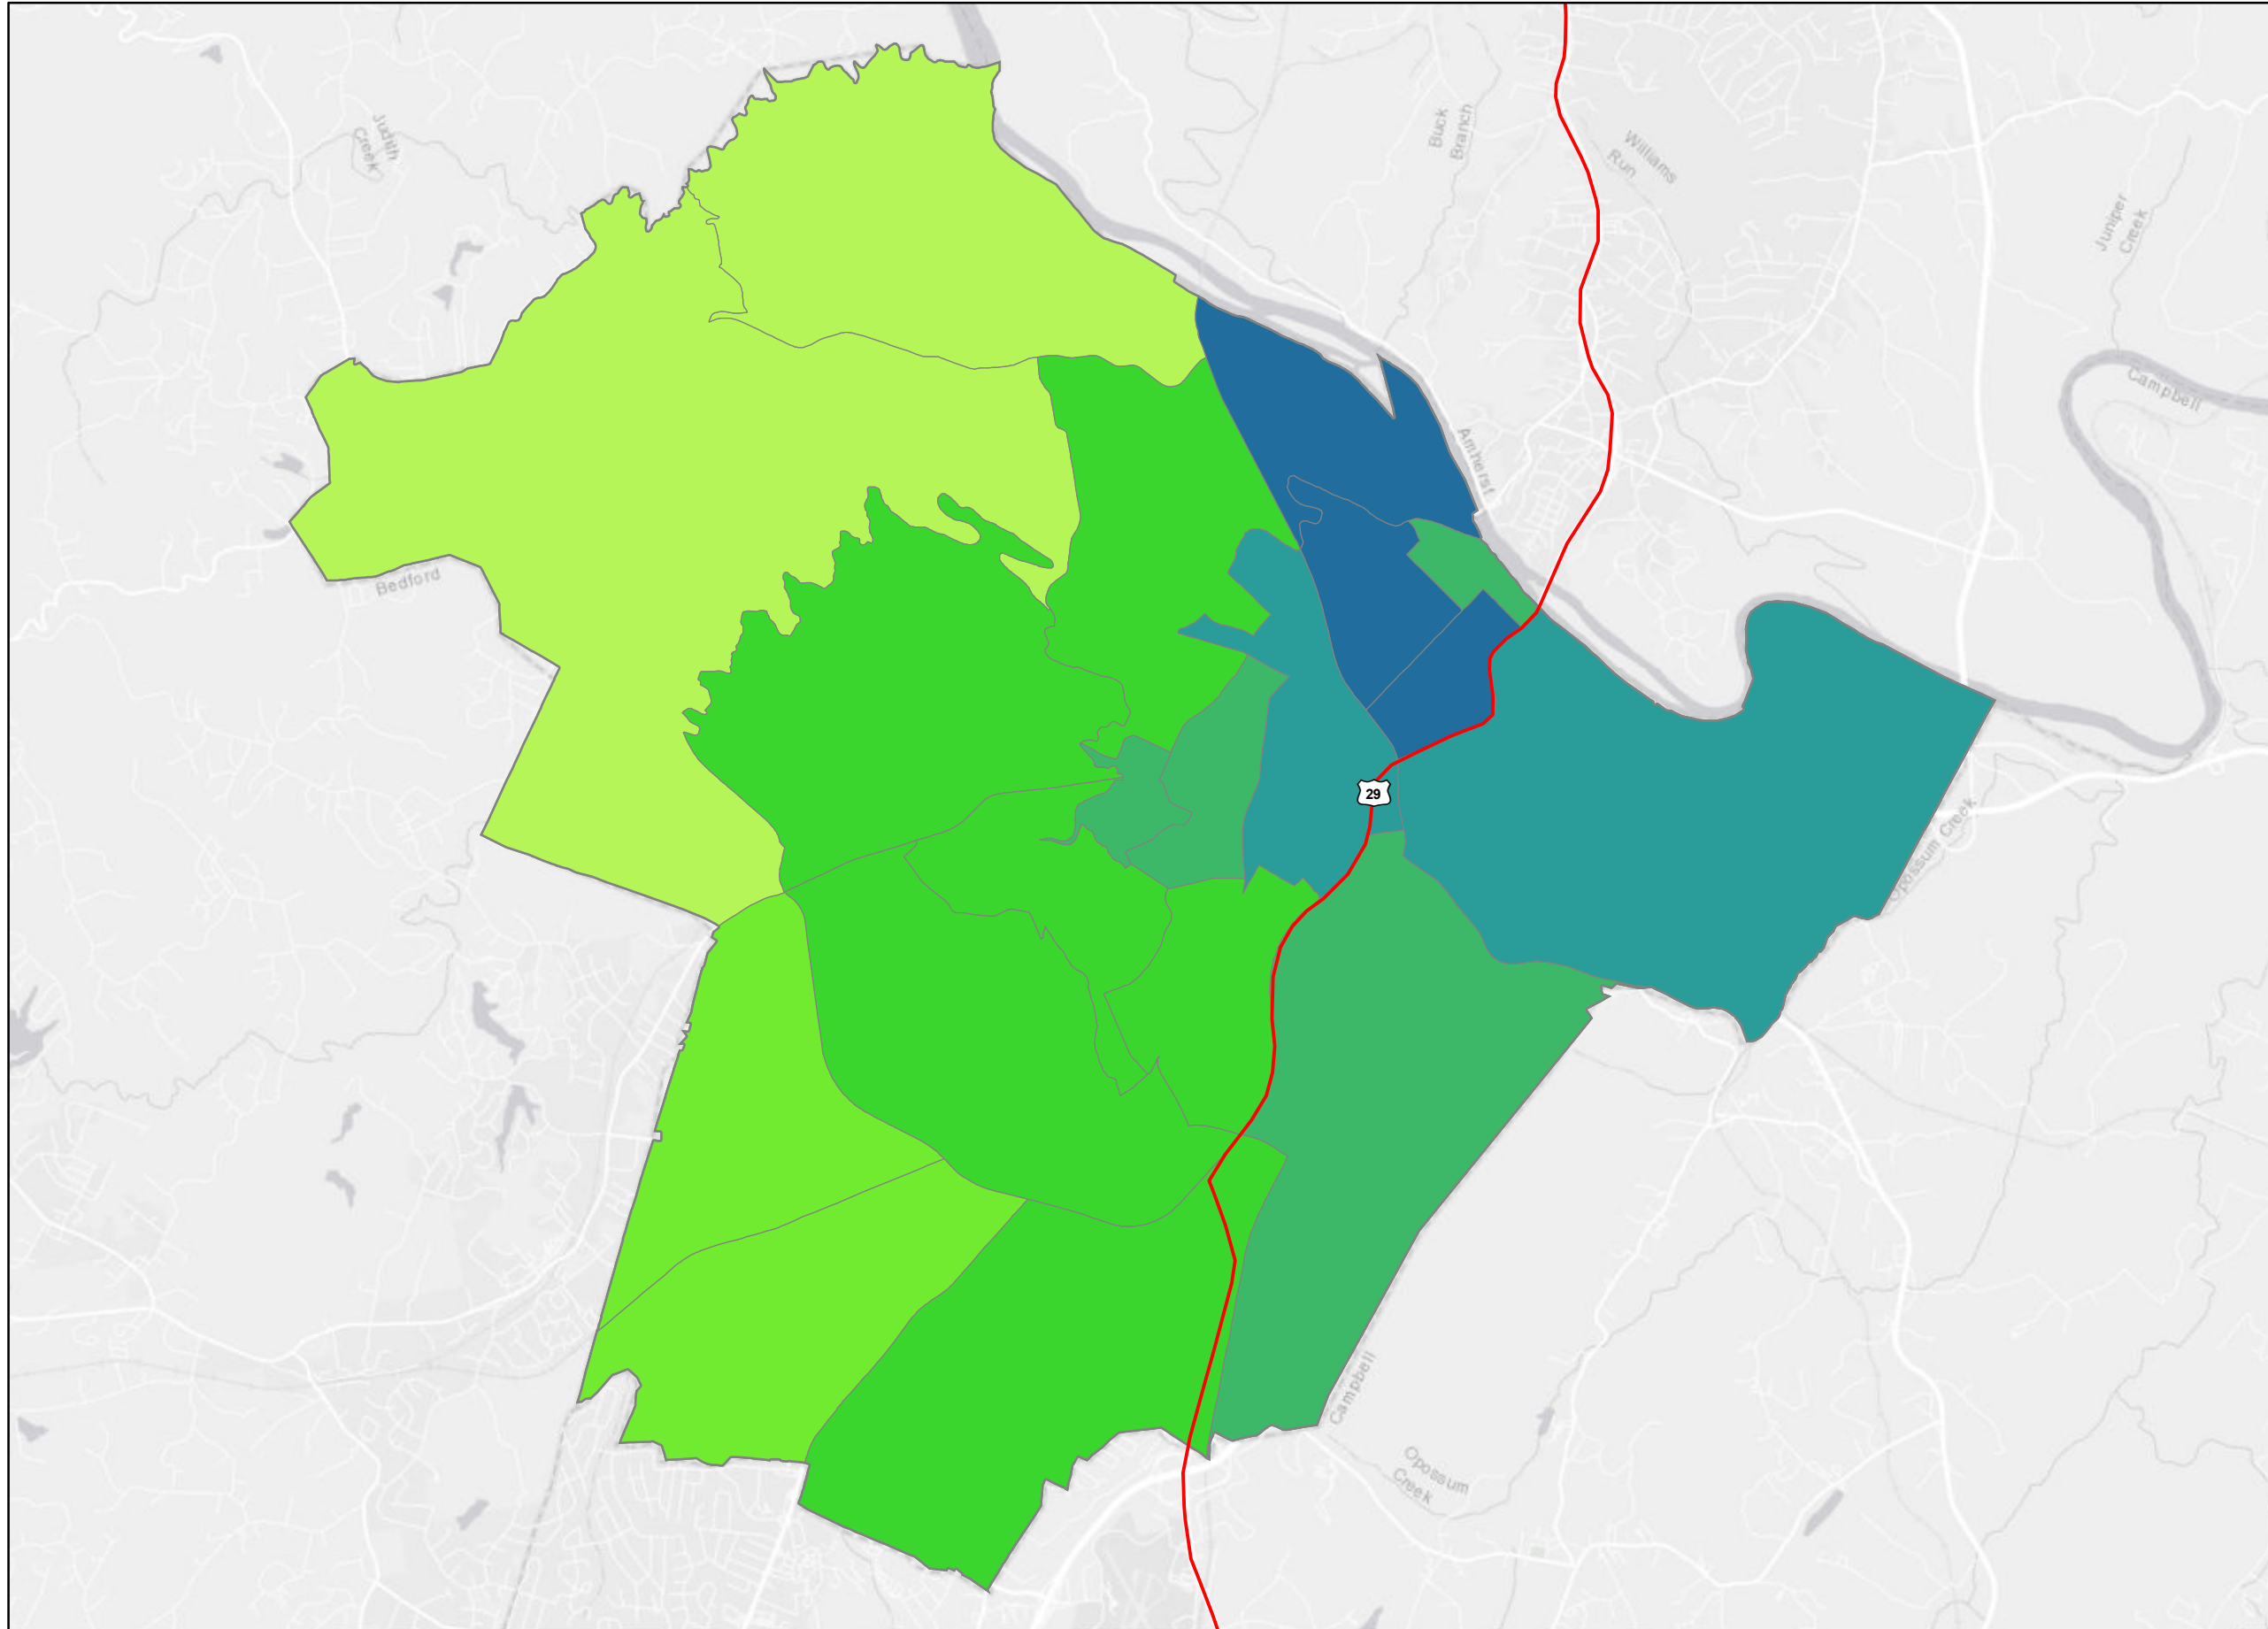 Judith
Creek
Buck
Branch
Williams
Run
Juniper
Creek
Campbell
Amherst
Bedford
29
Opossum Creek
Campbell
Opossum
Creek